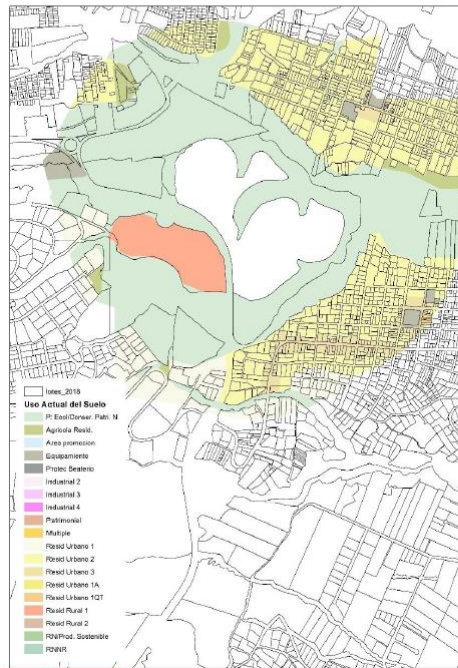 lotes_2018
Uso Actual del Suelo
P. Ecol/Conser. Patri. N
Agricola Resid.
Area promocion
Equipamiento
Protec Beaterio
Industrial 2
Industrial 3
Industrial 4
Patrimonial
Multiple
Resid Urbano 1
Resid Urbano 2
Resid Urbano 3
Resid Urbano 1A
Resid Urbano 1QT
Resid Rural 1
Resid Rural 2
RN/Prod. Sostenible
RNNR